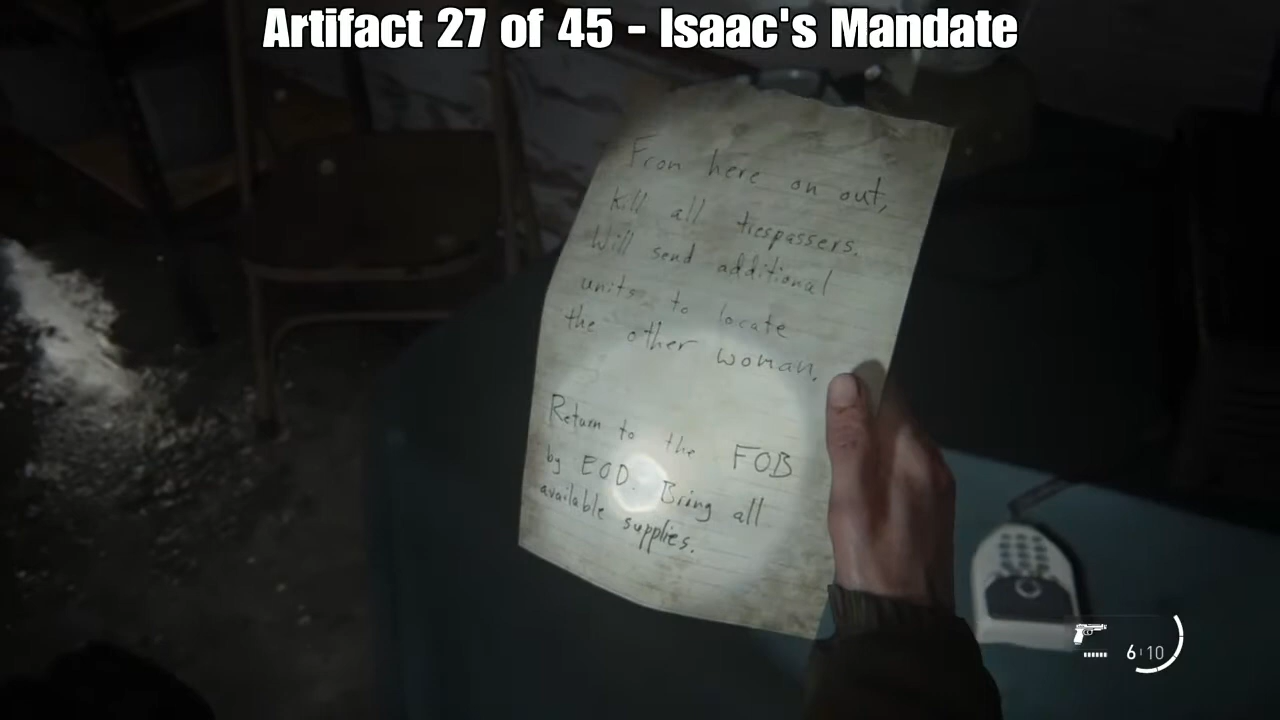 Artifact 27 of 45 - Isaac's Mandate
From here on out,
kill all trespassers.
Will send additional
units to locate
the other woman.
Return to the FOB
by EOD. Bring all
available supplies.
6 10